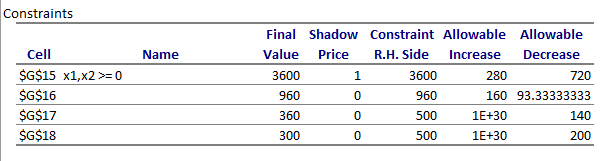 Constraints
Final Shadow Constraint Allowable Allowable
Cell Name Value Price R.H. Side Increase Decrease
$G$15 x1,x2 >= 0 3600 1 3600 280 720
$G$16 960 0 960 160 93.33333333
$G$17 360 0 500 1E+30 140
$G$18 300 0 500 1E+30 200